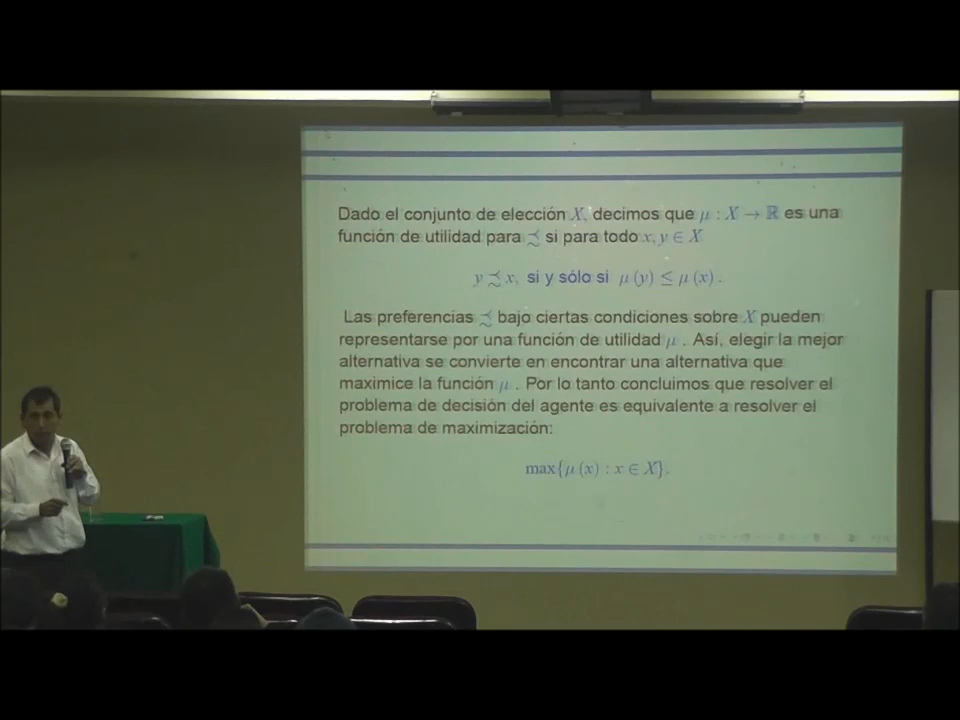 Dado el conjunto de elección X, decimos que μ : X → ℝ es una
función de utilidad para ≾ si para todo x, y ∈ X
y ≾ x, si y sólo si μ (y) ≤ μ (x) .
Las preferencias ≾ bajo ciertas condiciones sobre X pueden
representarse por una función de utilidad μ . Así, elegir la mejor
alternativa se convierte en encontrar una alternativa que
maximice la función μ . Por lo tanto concluimos que resolver el
problema de decisión del agente es equivalente a resolver el
problema de maximización:
max{μ (x) : x ∈ X}.